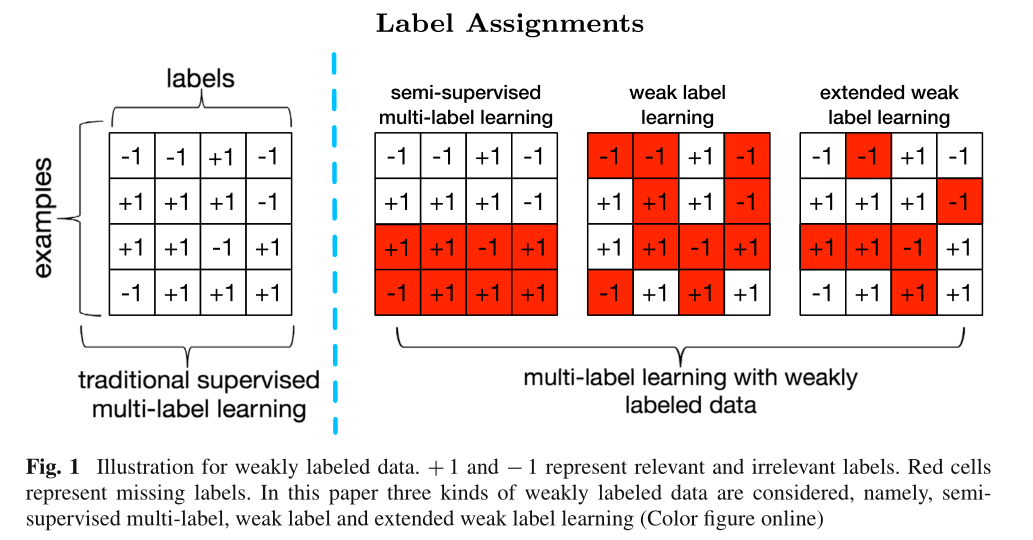 Label Assignments
labels
examples
-1 -1 +1 -1
+1 +1 +1 -1
+1 +1 -1 +1
-1 +1 +1 +1
traditional supervised
multi-label learning
semi-supervised
multi-label learning
-1 -1 +1 -1
+1 +1 +1 -1
+1 +1 -1 +1
-1 +1 +1 +1
weak label
learning
-1 -1 +1 -1
+1 +1 +1 -1
+1 +1 -1 +1
-1 +1 +1 +1
extended weak
label learning
-1 -1 +1 -1
+1 +1 +1 -1
+1 +1 -1 +1
-1 +1 +1 +1
multi-label learning with weakly
labeled data
Fig. 1 Illustration for weakly labeled data. + 1 and − 1 represent relevant and irrelevant labels. Red cells
represent missing labels. In this paper three kinds of weakly labeled data are considered, namely, semi-
supervised multi-label, weak label and extended weak label learning (Color figure online)